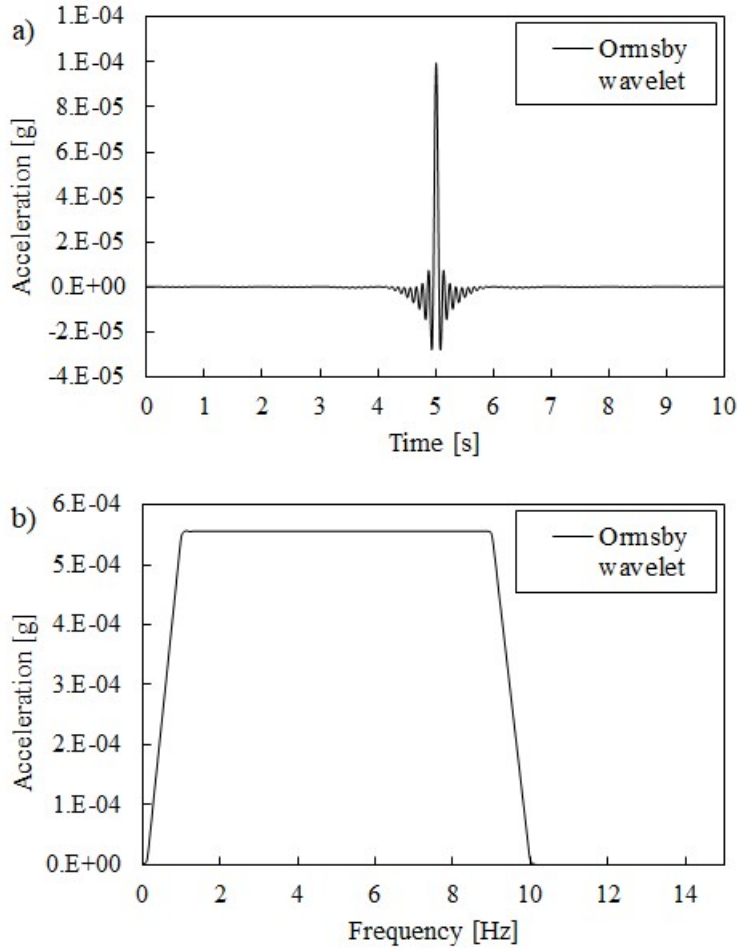 a)
Acceleration [g]
1.E-04
1.E-04
8.E-05
6.E-05
4.E-05
2.E-05
0.E+00
-2.E-05
-4.E-05
Ormsby
wavelet
0 1 2 3 4 5 6 7 8 9 10
Time [s]
b)
Acceleration [g]
6.E-04
5.E-04
4.E-04
3.E-04
2.E-04
1.E-04
0.E+00
Ormsby
wavelet
0 2 4 6 8 10 12 14
Frequency [Hz]